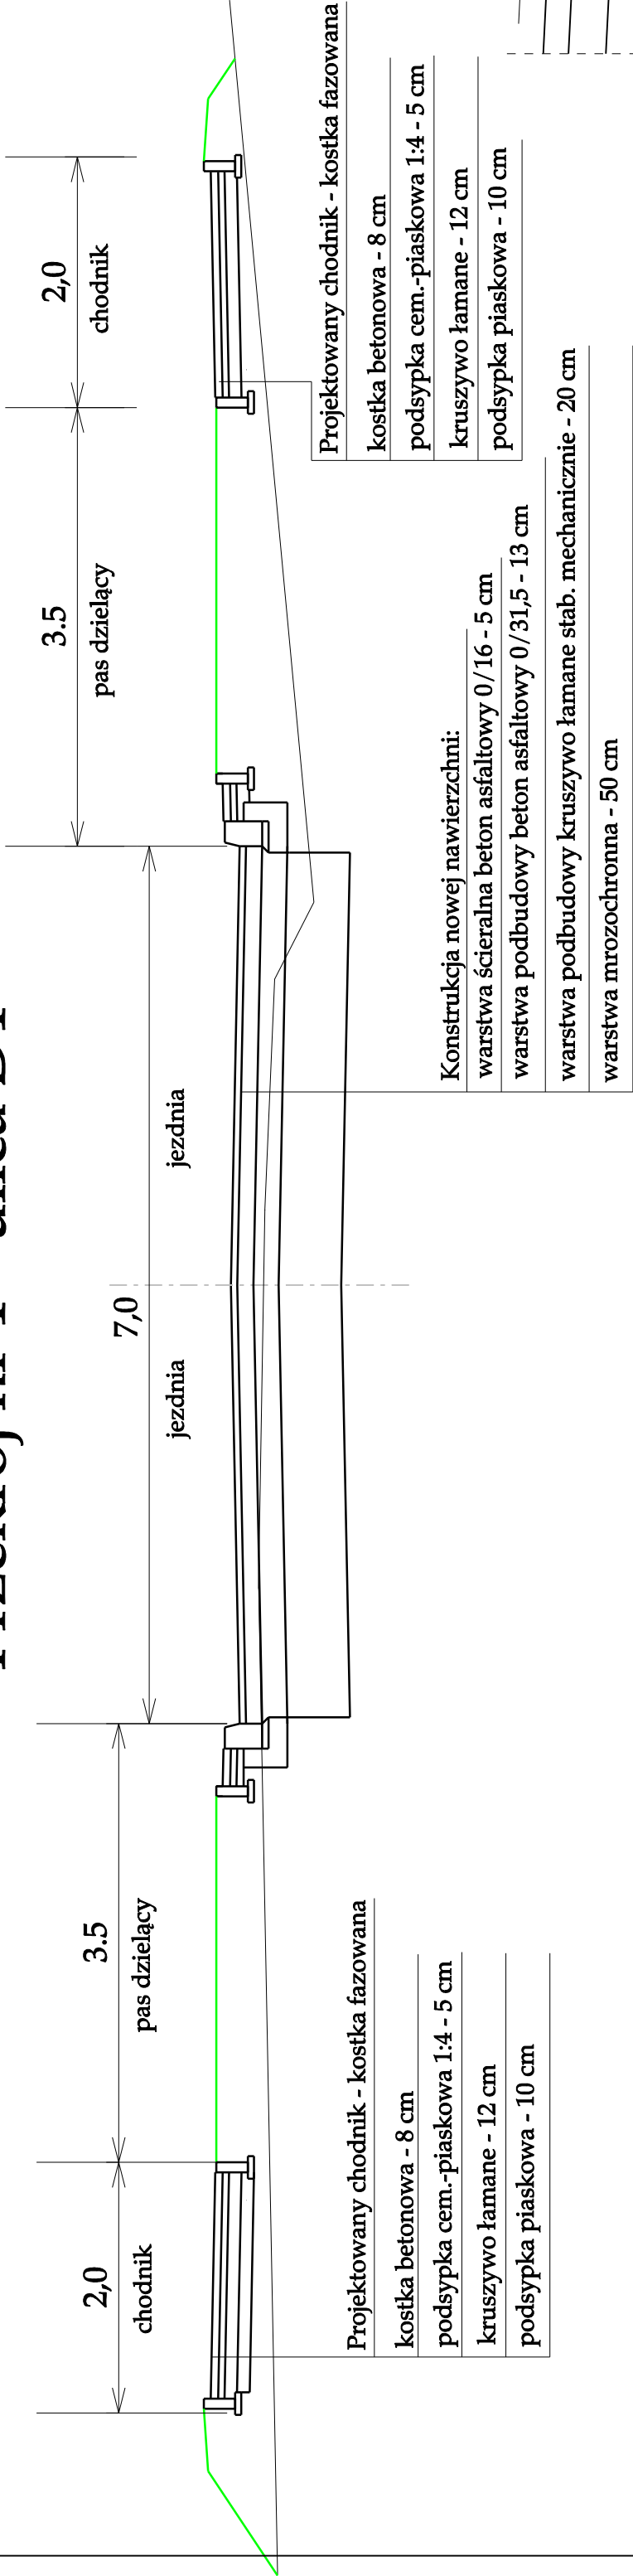 2,0
chodnik
3.5
pas dzielący
7,0
jezdnia
jezdnia
3.5
pas dzielący
2,0
chodnik
Projektowany chodnik - kostka fazowana
kostka betonowa - 8 cm
podsypka cem.-piaskowa 1:4 - 5 cm
kruszywo łamane - 12 cm
podsypka piaskowa - 10 cm
Konstrukcja nowej nawierzchni:
warstwa ścieralna beton asfaltowy 0/16 - 5 cm
warstwa podbudowy beton asfaltowy 0/31,5 - 13 cm
warstwa podbudowy kruszywo łamane stab. mechanicznie - 20 cm
warstwa mrozochronna - 50 cm
Projektowany chodnik - kostka fazowana
kostka betonowa - 8 cm
podsypka cem.-piaskowa 1:4 - 5 cm
kruszywo łamane - 12 cm
podsypka piaskowa - 10 cm